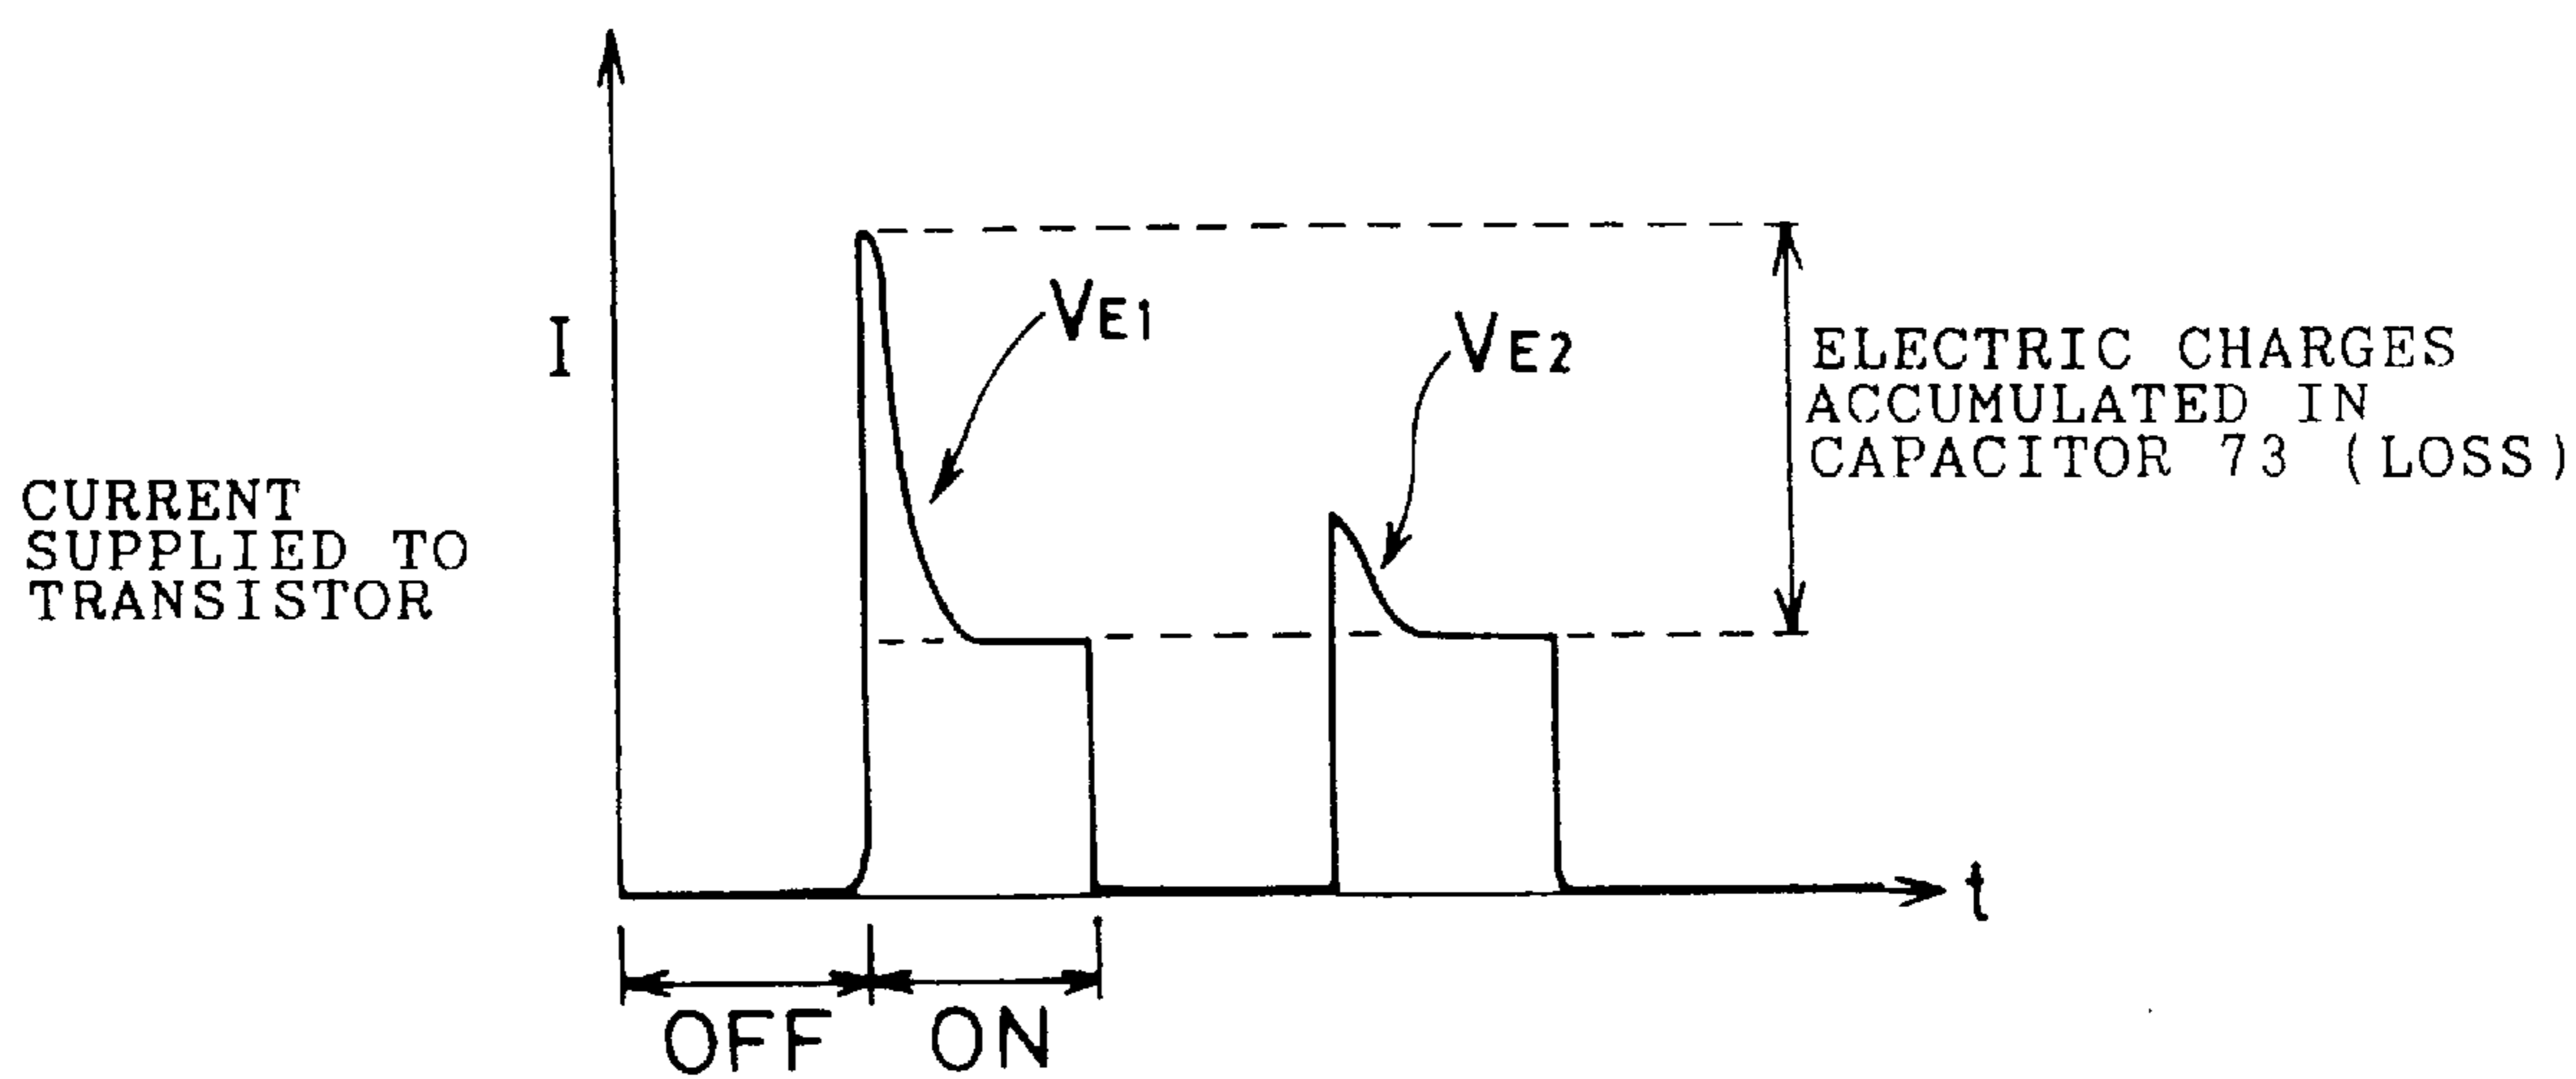 I
VE1
VE2
ELECTRIC CHARGES
ACCUMULATED IN
CAPACITOR 73 (LOSS)
CURRENT
SUPPLIED TO
TRANSISTOR
t
OFF
ON